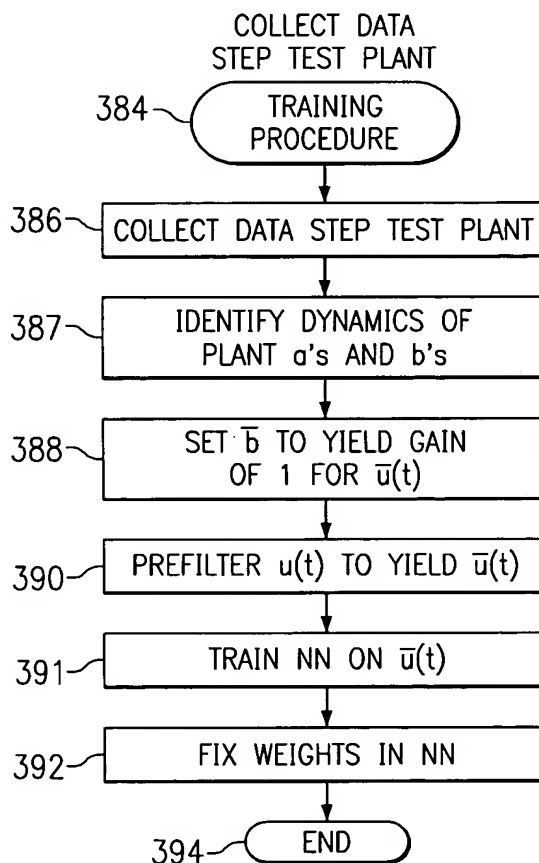 COLLECT DATA
STEP TEST PLANT
384
TRAINING
PROCEDURE
386
COLLECT DATA STEP TEST PLANT
387
IDENTIFY DYNAMICS OF
PLANT a's AND b's
388
SET b̅ TO YIELD GAIN
OF 1 FOR u̅(t)
390
PREFILTER u(t) TO YIELD u̅(t)
391
TRAIN NN ON u̅(t)
392
FIX WEIGHTS IN NN
394
END